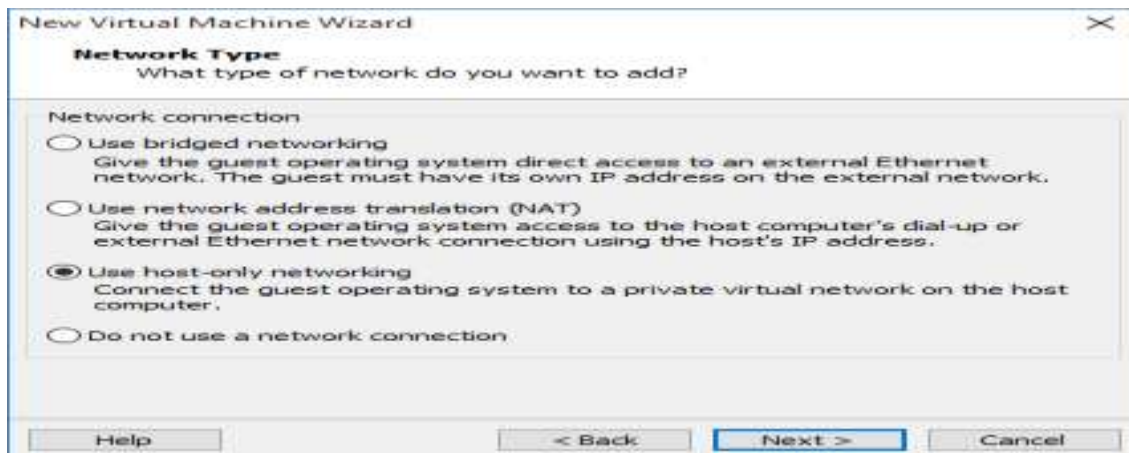 New Virtual Machine Wizard
Network Type
What type of network do you want to add?
Network connection
Use bridged networking
Give the guest operating system direct access to an external Ethernet
network. The guest must have its own IP address on the external network.
Use network address translation (NAT)
Give the guest operating system access to the host computer's dial-up or
external Ethernet network connection using the host's IP address.
Use host-only networking
Connect the guest operating system to a private virtual network on the host
computer.
Do not use a network connection
Help < Back Next > Cancel